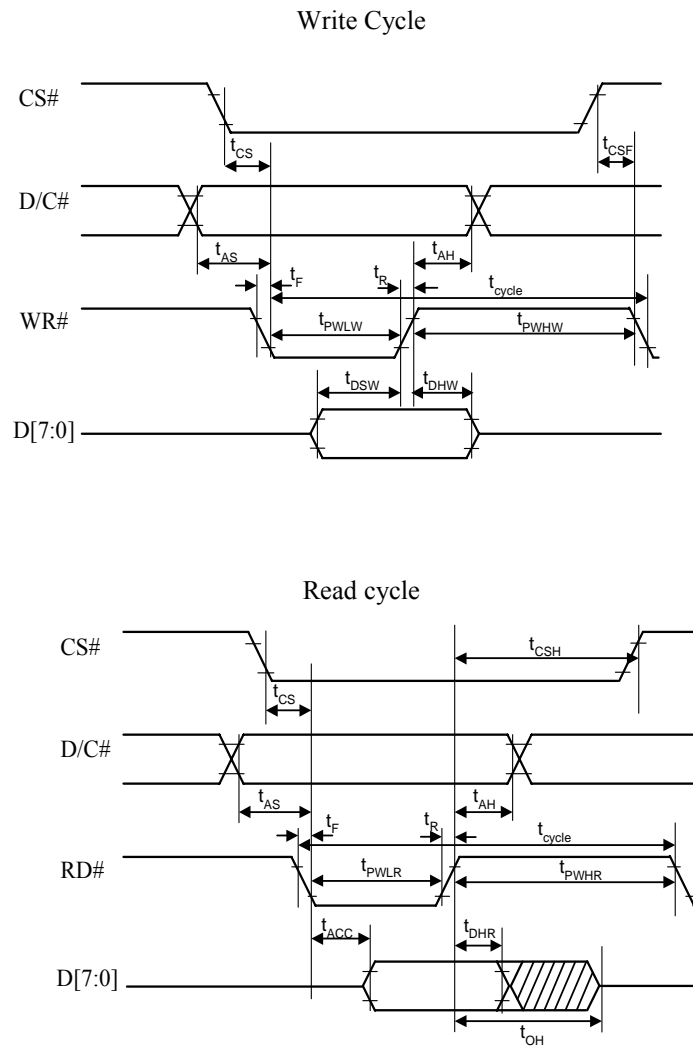 Write Cycle
CS#
tCS
tCSF
D/C#
tAS
tAH
tF
tR
tcycle
WR#
tPWLW
tPWHW
tDSW
tDHW
D[7:0]
Read cycle
CS#
tCSH
tCS
D/C#
tAS
tAH
tF
tR
tcycle
RD#
tPWLR
tPWHR
tACC
tDHR
D[7:0]
tOH